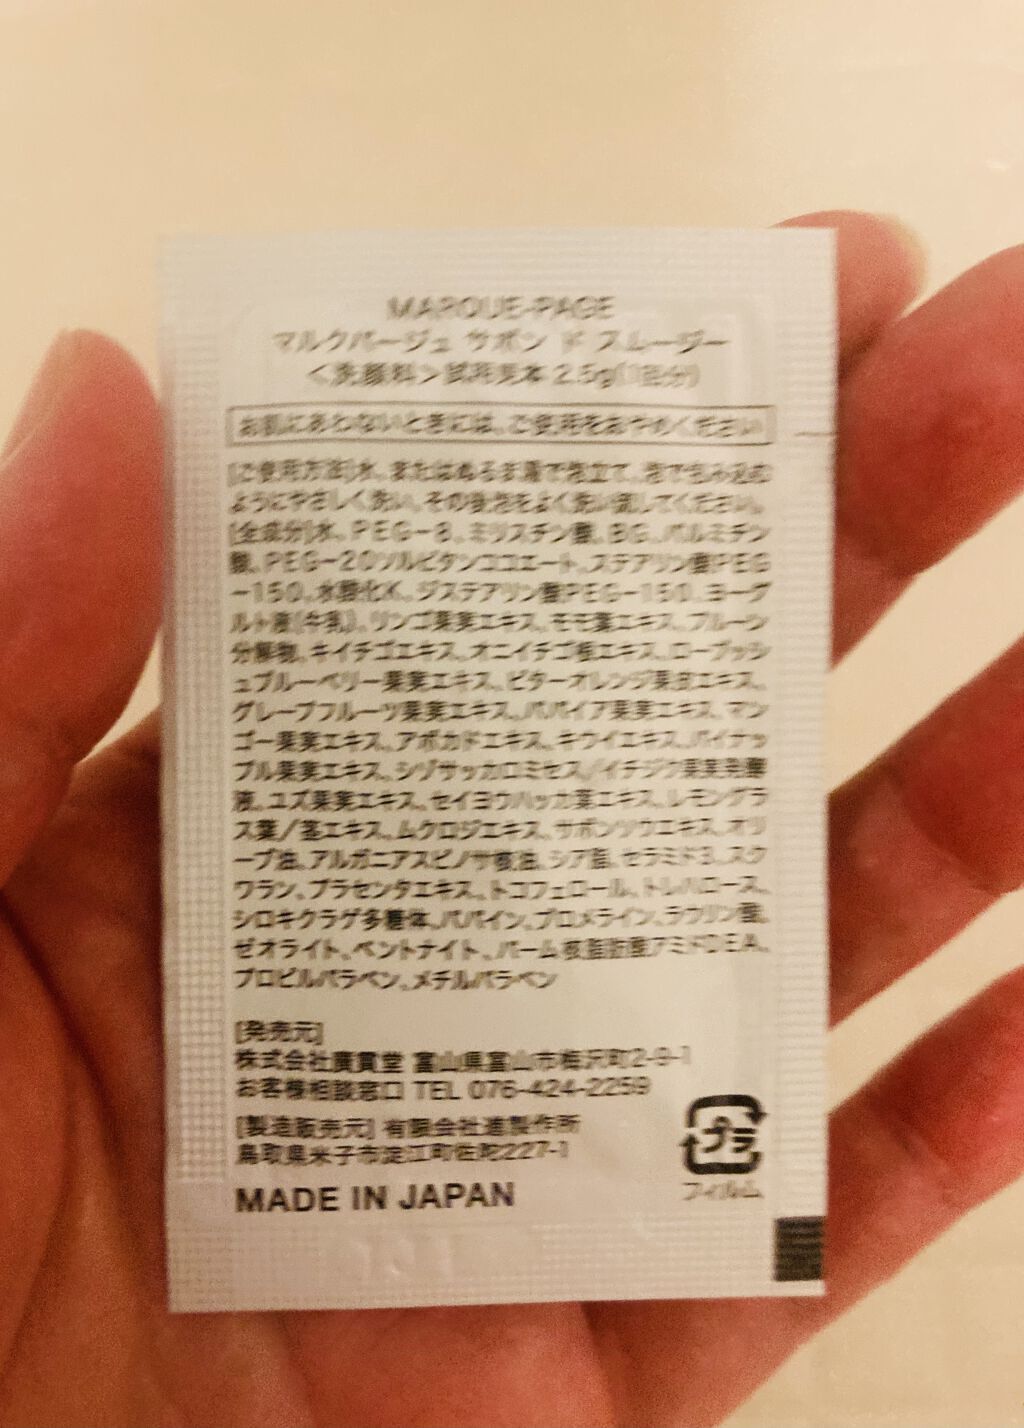 MARQUE-PAGE
マルクパージュ サボン ド スムージー
＜洗顔料＞試用見本 2.5g(1回分)
お肌にあわないときには、ご使用をおやめください
[ご使用方法]水、またはぬるま湯で泡立て、泡で包み込む
ようにやさしく洗い、その後泡をよく洗い流してください。
[全成分]水、PEG-8、ミリスチン酸、BG、パルミチン
酸、PEG-20ソルビタンココエート、ステアリン酸PEG
-150、水酸化K、ジステアリン酸PEG-150、ヨーグ
ルト液(牛乳)、リンゴ果実エキス、モモ葉エキス、プルーン
分解物、キイチゴエキス、オニイチゴ根エキス、ローブッシ
ュブルーベリー果実エキス、ビターオレンジ果皮エキス、
グレープフルーツ果実エキス、パパイア果実エキス、マン
ゴー果実エキス、アボカドエキス、キウイエキス、パイナッ
プル果実エキス、シゾサッカロミセス/イチジク果実発酵
液、ユズ果実エキス、セイヨウハッカ葉エキス、レモングラ
ス葉/茎エキス、ムクロジエキス、サボンソウエキス、オリ
ーブ油、アルガニアスピノサ核油、シア脂、セラミド3、スク
ワラン、プラセンタエキス、トコフェロール、トレハロース、
シロキクラゲ多糖体、パパイン、ブロメライン、ラウリン酸、
ゼオライト、ベントナイト、パーム核脂肪酸アミドDEA、
プロピルパラベン、メチルパラベン
[発売元]
株式会社廣貫堂 富山県富山市梅沢町2-9-1
お客様相談窓口 TEL 076-424-2259
[製造販売元] 有限会社進製作所
鳥取県米子市淀江町佐陀227-1
MADE IN JAPAN
プラ
フィルム